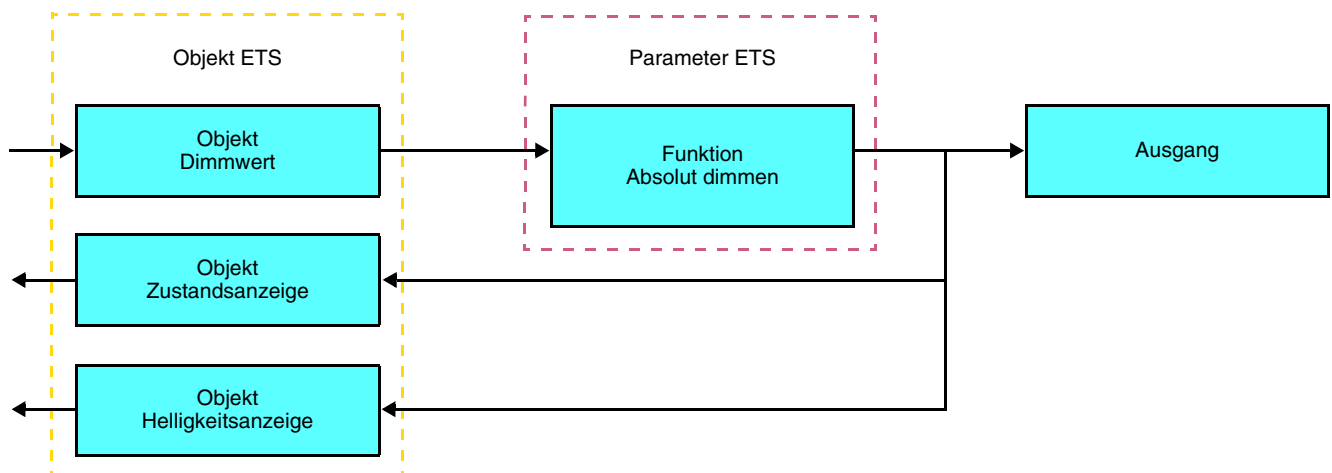 Objekt ETS
Parameter ETS
Objekt
Dimmwert
Funktion
Absolut dimmen
Ausgang
Objekt
Zustandsanzeige
Objekt
Helligkeitsanzeige